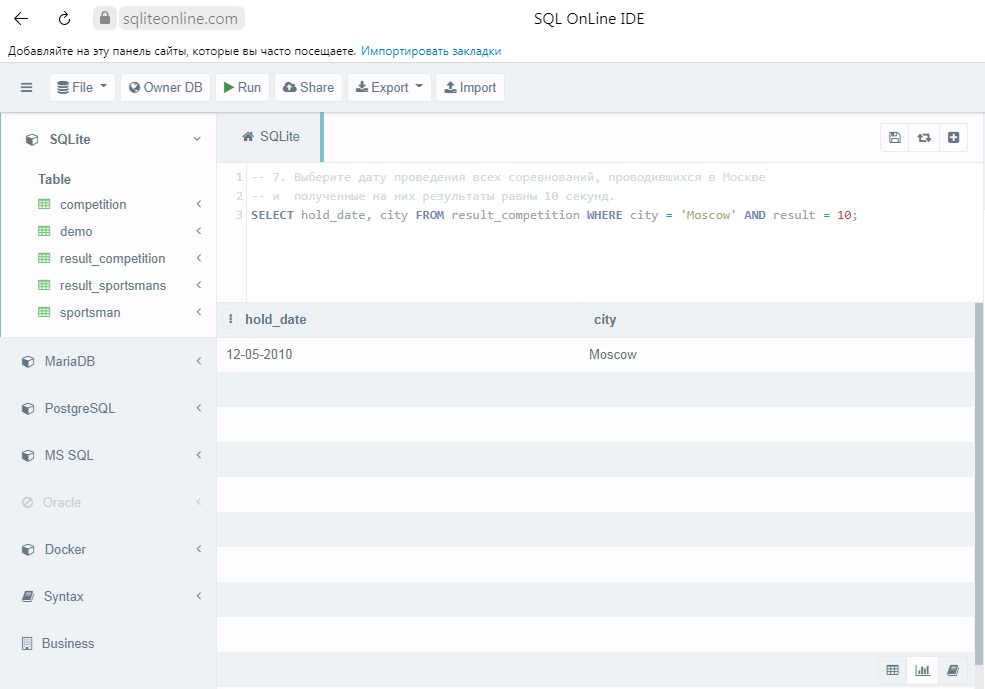 sqliteonline.com
SQL OnLine IDE
Добавляйте на эту панель сайты, которые вы часто посещаете. Импортировать закладки
File Owner DB Run Share Export Import
SQLite
Table
competition
demo
result_competition
result_sportsmans
sportsman
MariaDB
PostgreSQL
MS SQL
Oracle
Docker
Syntax
Business
SQLite
1 -- 7. Выберите дату проведения всех соревнований, проводившихся в Москве
2 -- и  полученные на них результаты равны 10 секунд.
3 SELECT hold_date, city FROM result_competition WHERE city = 'Moscow' AND result = 10;
hold_date city
12-05-2010 Moscow